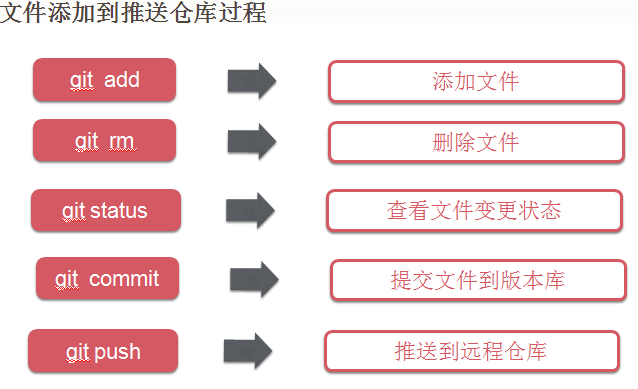 文件添加到推送仓库过程
git add
添加文件
git rm
删除文件
git status
查看文件变更状态
git commit
提交文件到版本库
git push
推送到远程仓库